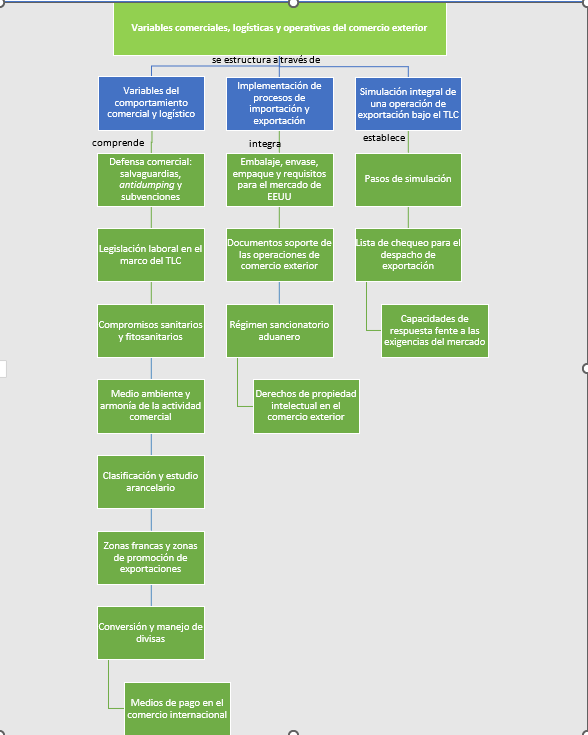 Variables comerciales, logísticas y operativas del comercio exterior
se estructura a través de
Variables del
comportamiento
comercial y logístico
Implementación de
procesos de
importación y
exportación
Simulación integral de
una operación de
exportación bajo el TLC
comprende
integra
establece
Defensa comercial:
salvaguardias,
antidumping y
subvenciones
Embalaje, envase,
empaque y requisitos
para el mercado de
EEUU
Pasos de simulación
Legislación laboral en el
marco del TLC
Documentos soporte de
las operaciones de
comercio exterior
Lista de chequeo para el
despacho de
exportación
Compromisos sanitarios
y fitosanitarios
Régimen sancionatorio
aduanero
Capacidades de
respuesta fente a las
exigencias del mercado
Medio ambiente y
armonía de la actividad
comercial
Derechos de propiedad
intelectual en el
comercio exterior
Clasificación y estudio
arancelario
Zonas francas y zonas
de promoción de
exportaciones
Conversión y manejo de
divisas
Medios de pago en el
comercio internacional